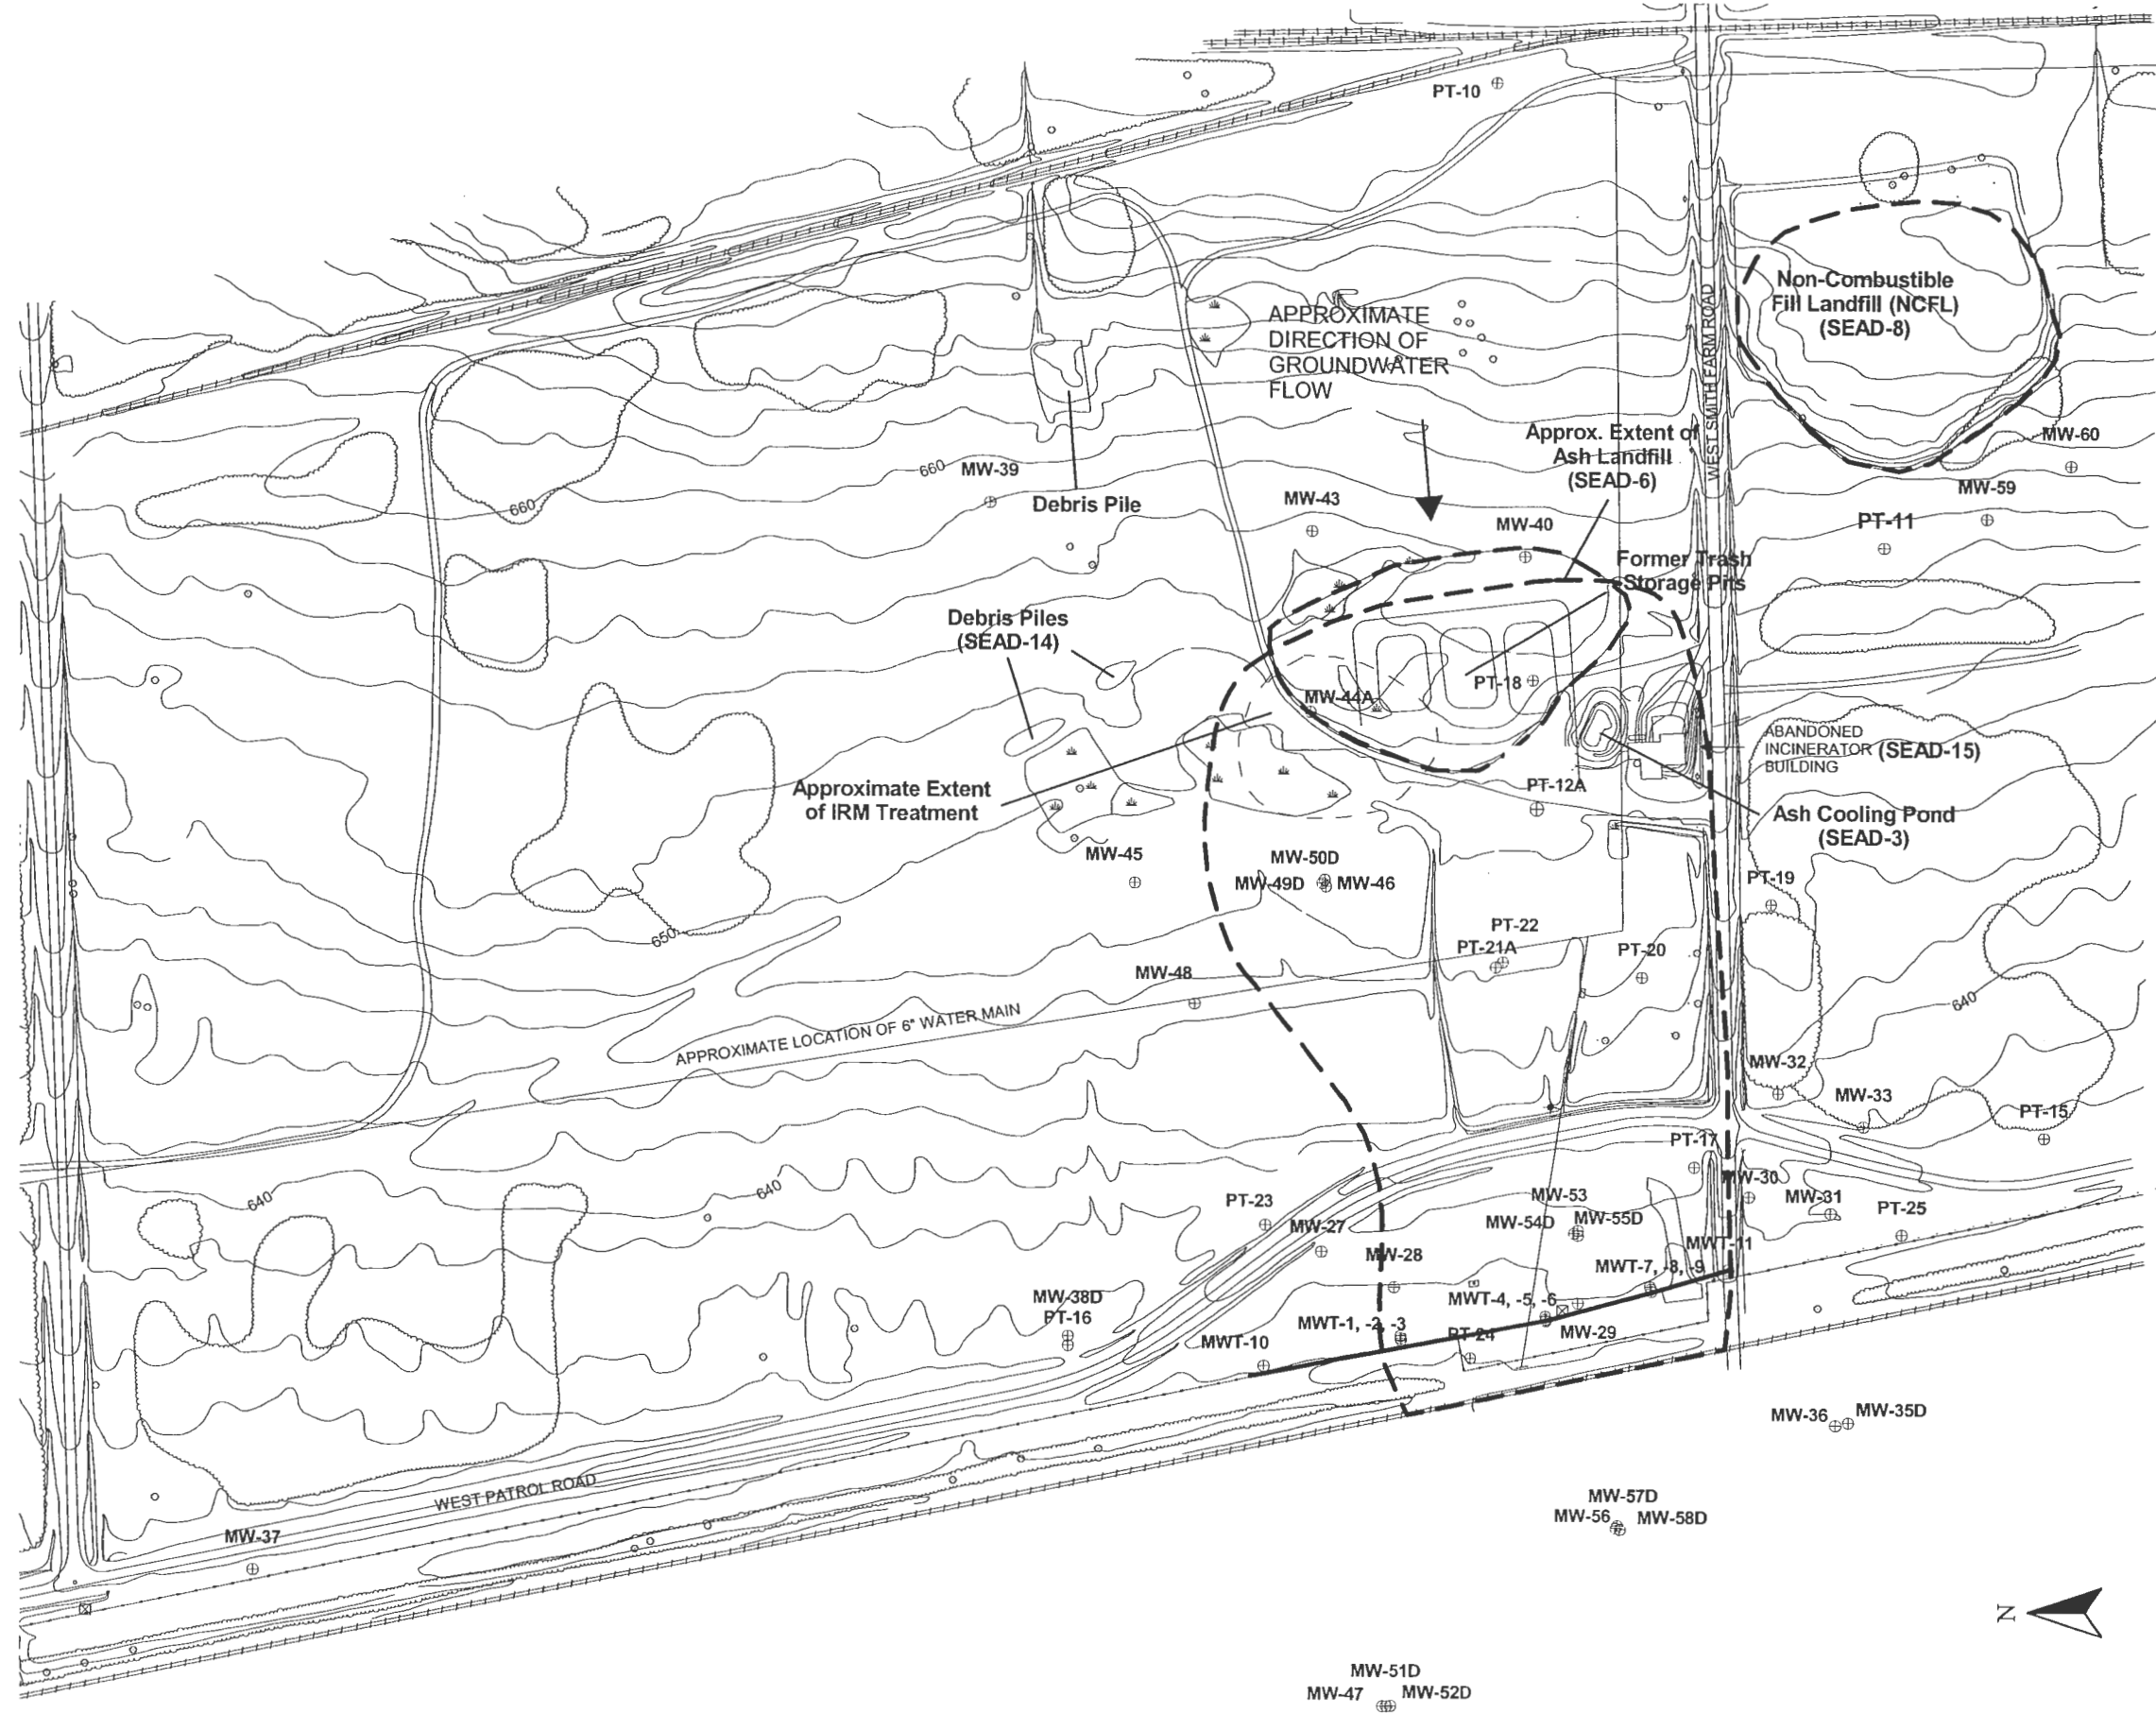 PT-10
Non-Combustible
Fill Landfill (NCFL)
(SEAD-8)
APPROXIMATE
DIRECTION OF
GROUNDWATER
FLOW
WEST SMITH FARM ROAD
Approx. Extent of
Ash Landfill
(SEAD-6)
MW-60
660
MW-39
660
Debris Pile
MW-43
MW-40
MW-59
PT-11
Former Trash
Storage Pits
Debris Piles
(SEAD-14)
MW-44A
PT-18
ABANDONED
INCINERATOR (SEAD-15)
BUILDING
Approximate Extent
of IRM Treatment
PT-12A
Ash Cooling Pond
(SEAD-3)
MW-45
MW-50D
MW-49D
MW-46
PT-19
650
PT-22
PT-21A
PT-20
MW-48
640
APPROXIMATE LOCATION OF 6" WATER MAIN
MW-32
MW-33
PT-15
PT-17
640
640
PT-23
MW-27
MW-28
MW-53
MW-54D
MW-55D
MW-30
MW-31
PT-25
MWT-11
MWT-7, -8, -9
MW-38D
PT-16
MWT-4, -5, -6
MWT-1, -2, -3
MWT-10
PT-24
MW-29
MW-36
MW-35D
WEST PATROL ROAD
MW-37
MW-57D
MW-56
MW-58D
N
MW-51D
MW-47
MW-52D